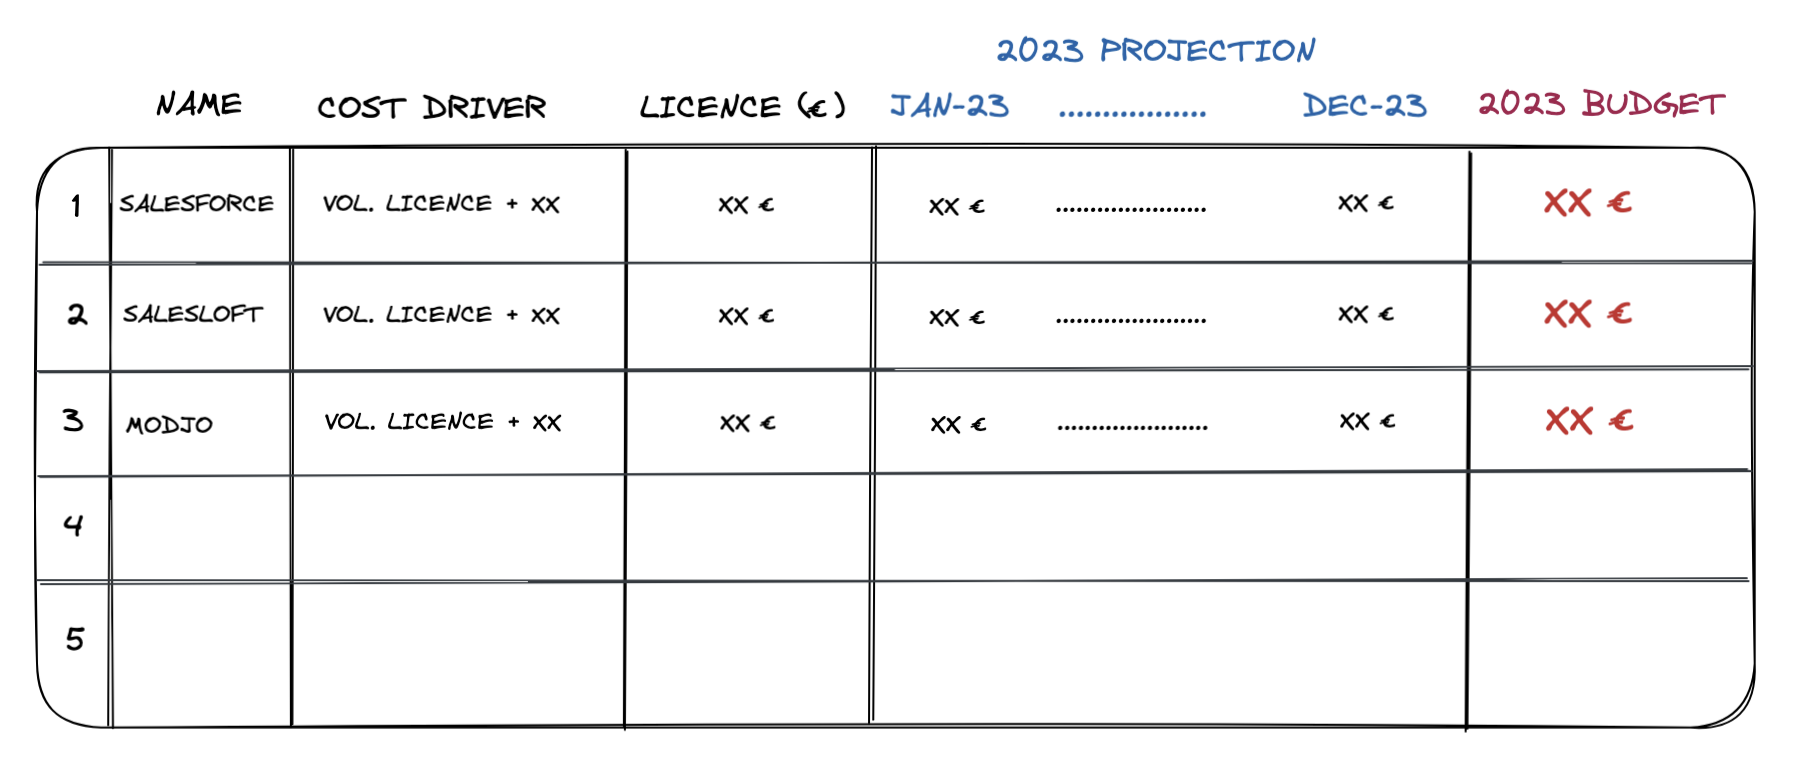 2023 PROJECTION
NAME COST DRIVER LICENCE (€) JAN-23 ................. DEC-23 2023 BUDGET
1 SALESFORCE VOL. LICENCE + XX XX € XX € ...................... XX € XX €
2 SALESLOFT VOL. LICENCE + XX XX € XX € ...................... XX € XX €
3 MODJO VOL. LICENCE + XX XX € XX € ...................... XX € XX €
4
5